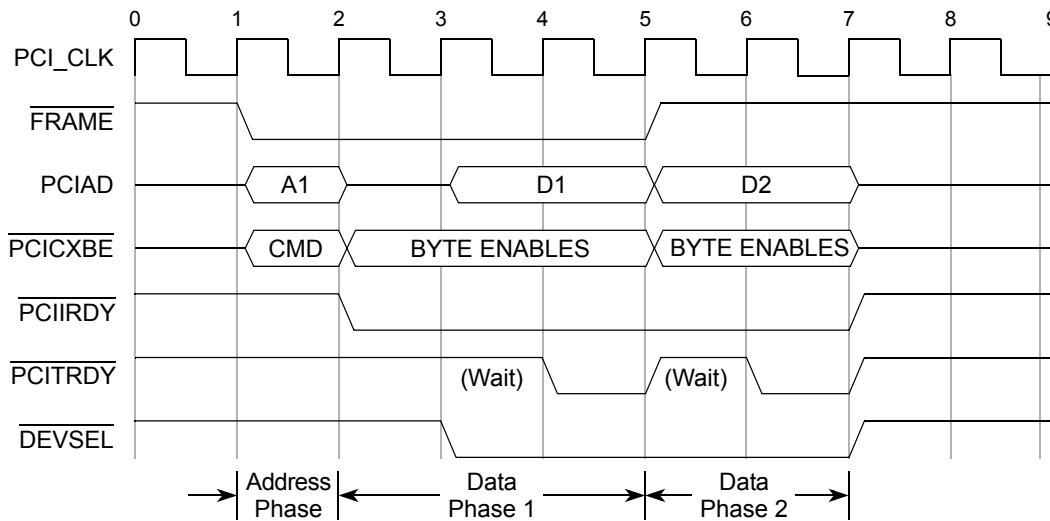 0 1 2 3 4 5 6 7 8 9
PCI_CLK
FRAME
PCIAD A1 D1 D2
PCICXBE CMD BYTE ENABLES BYTE ENABLES
PCIIRDY
PCITRDY (Wait) (Wait)
DEVSEL
Address Phase
Data Phase 1
Data Phase 2